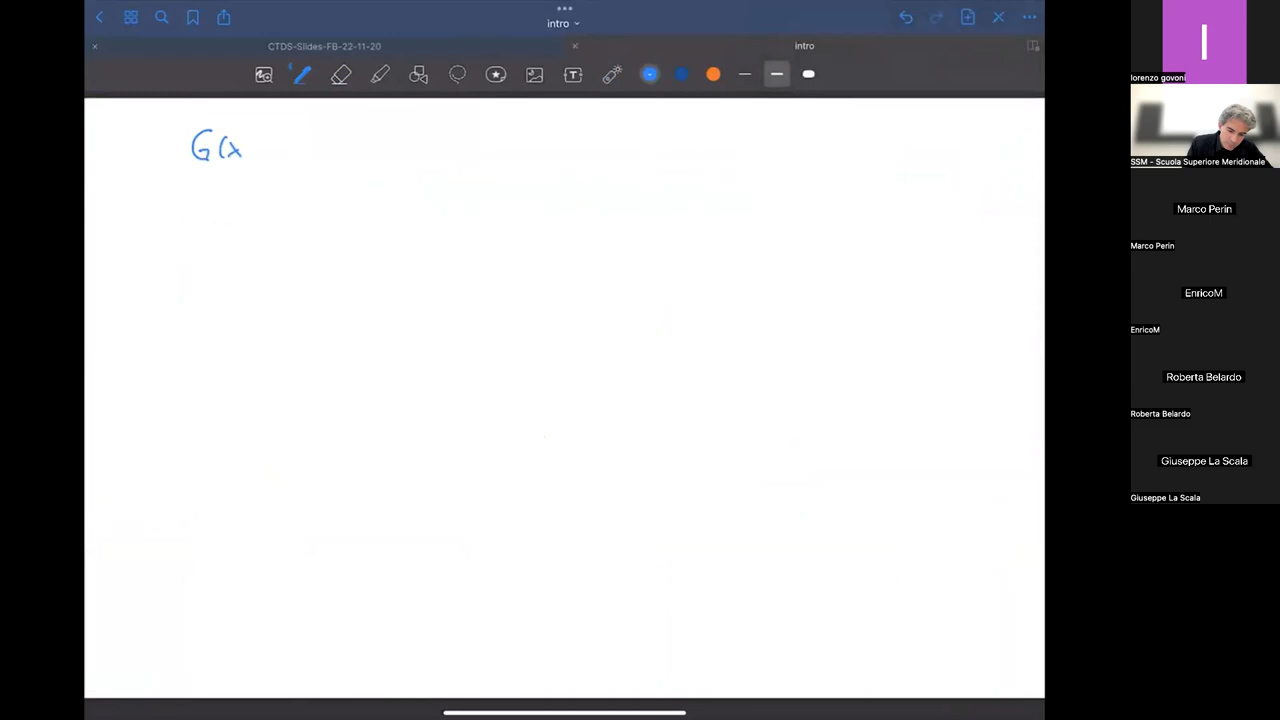 intro
CTDS-Slides-FB-22-11-20
intro
G(x
I
lorenzo govoni
SSM - Scuola Superiore Meridionale
Marco Perin
Marco Perin
EnricoM
EnricoM
Roberta Belardo
Roberta Belardo
Giuseppe La Scala
Giuseppe La Scala